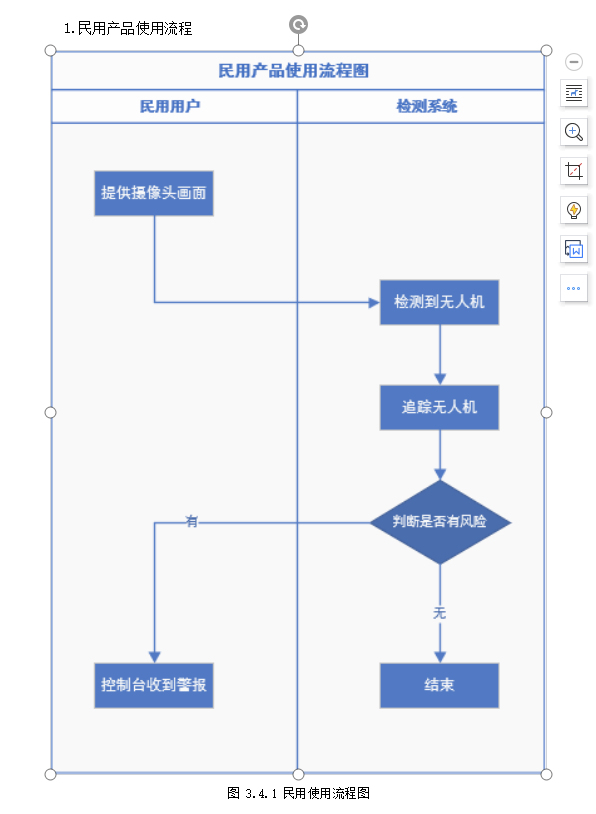 1.民用产品使用流程
民用产品使用流程图
民用用户
检测系统
提供摄像头画面
检测到无人机
追踪无人机
判断是否有风险
有
无
控制台收到警报
结束
图 3.4.1 民用使用流程图